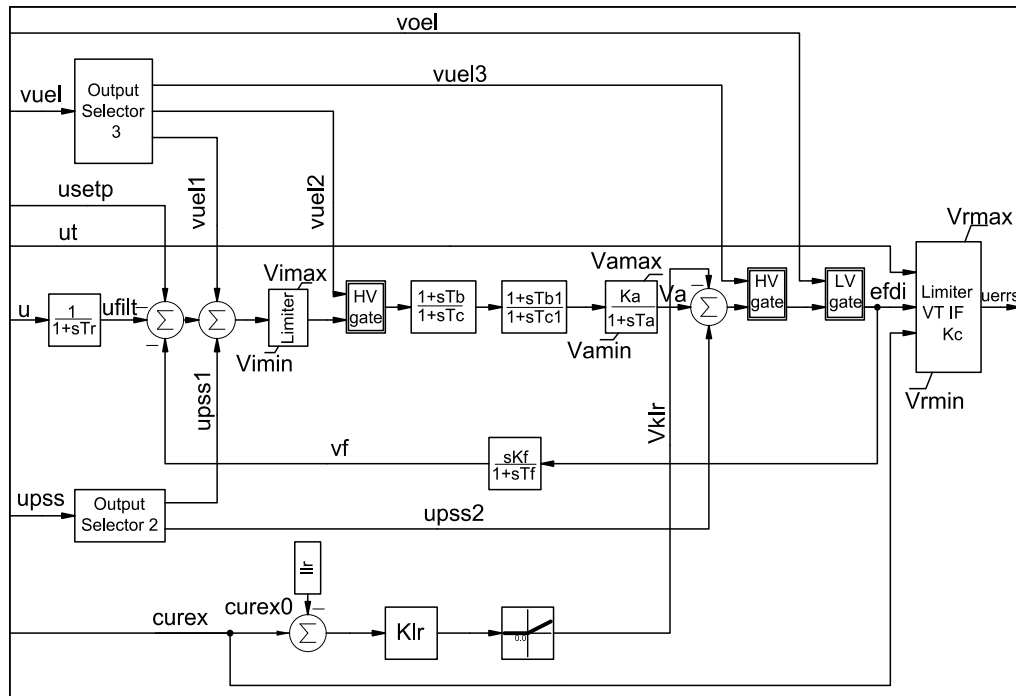 voel
vuel
Output
Selector
3
vuel3
vuel1
vuel2
usetp
ut
u
1
1+sTr
ufilt
−
−
Σ
Σ
Vimax
Limiter
Vimin
HV
gate
1+sTb
1+sTc
1+sTb1
1+sTc1
Vamax
Ka
1+sTa
Vamin
Va
−
Σ
HV
gate
LV
gate
efdi
Vrmax
Limiter
VT IF
Kc
Vrmin
uerrs
upss1
vf
sKf
1+sTf
Vklr
upss
Output
Selector 2
upss2
Ilr
curex
curex0
−
Σ
Klr
0.0